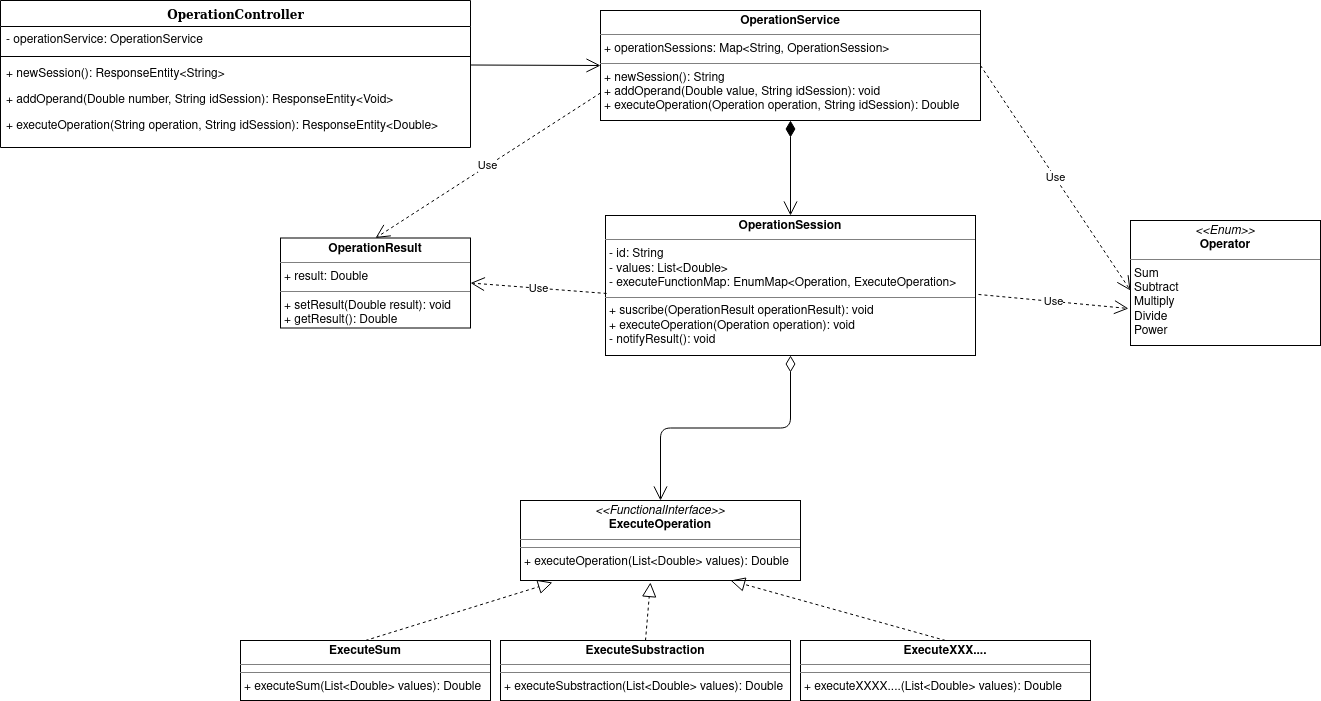 OperationController
- operationService: OperationService
+ newSession(): ResponseEntity<String>
+ addOperand(Double number, String idSession): ResponseEntity<Void>
+ executeOperation(String operation, String idSession): ResponseEntity<Double>
OperationService
+ operationSessions: Map<String, OperationSession>
+ newSession(): String
+ addOperand(Double value, String idSession): void
+ executeOperation(Operation operation, String idSession): Double
Use
Use
OperationResult
+ result: Double
+ setResult(Double result): void
+ getResult(): Double
Use
OperationSession
- id: String
- values: List<Double>
- executeFunctionMap: EnumMap<Operation, ExecuteOperation>
+ suscribe(OperationResult operationResult): void
+ executeOperation(Operation operation): void
- notifyResult(): void
Use
<<Enum>>
Operator
Sum
Subtract
Multiply
Divide
Power
<<FunctionalInterface>>
ExecuteOperation
+ executeOperation(List<Double> values): Double
ExecuteSum
+ executeSum(List<Double> values): Double
ExecuteSubstraction
+ executeSubstraction(List<Double> values): Double
ExecuteXXX....
+ executeXXXX....(List<Double> values): Double